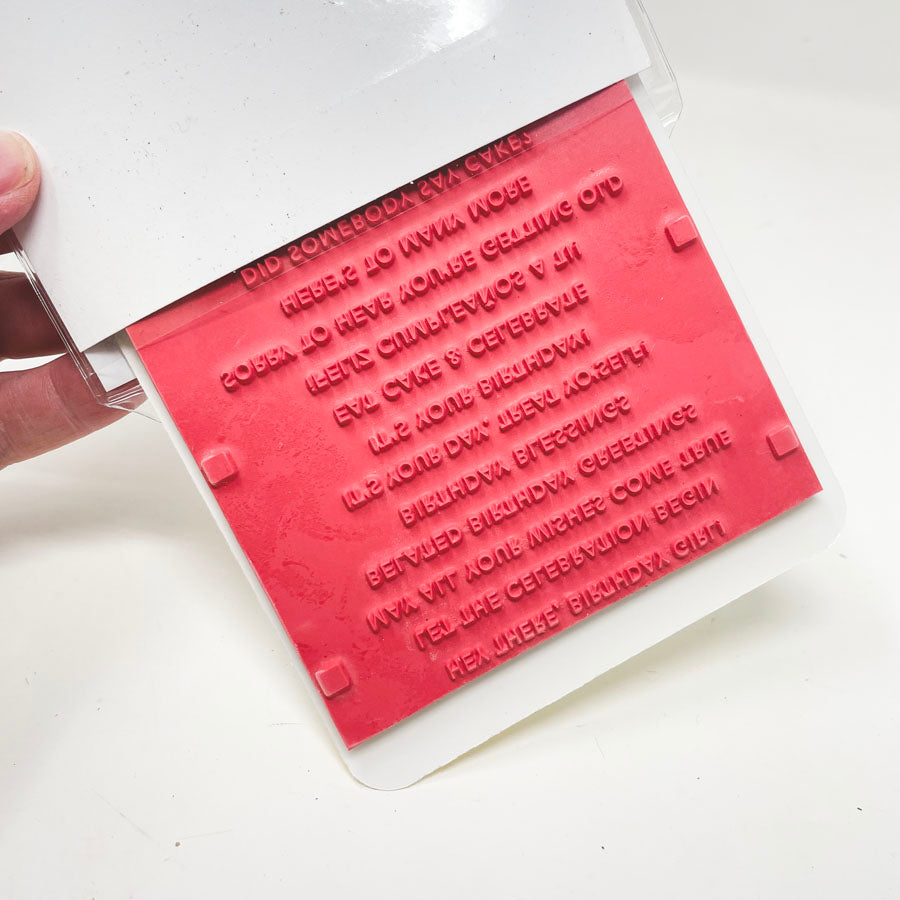 DID SOMEBODY SAY CAKE?
HERE'S TO MANY MORE
SORRY TO HEAR YOU'RE GETTING OLD
¡FELIZ CUMPLEAÑOS A TI!
EAT CAKE & CELEBRATE
IT'S YOUR BIRTHDAY!
IT'S YOUR DAY, TREAT YO'SELF!
BIRTHDAY BLESSINGS
BELATED BIRTHDAY GREETINGS
MAY ALL YOUR WISHES COME TRUE
LET THE CELEBRATION BEGIN
HEY THERE, BIRTHDAY GIRL!